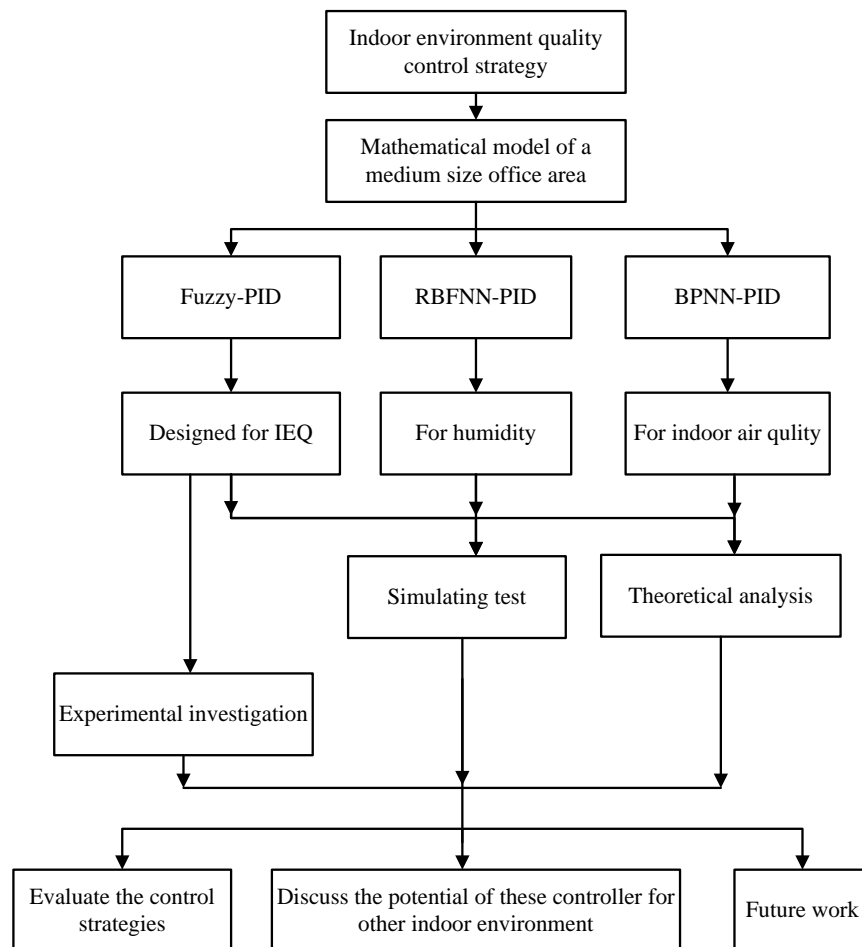 Indoor environment quality
control strategy
Mathematical model of a
medium size office area
Fuzzy-PID
RBFNN-PID
BPNN-PID
Designed for IEQ
For humidity
For indoor air qulity
Simulating test
Theoretical analysis
Experimental investigation
Evaluate the control
strategies
Discuss the potential of these controller for
other indoor environment
Future work